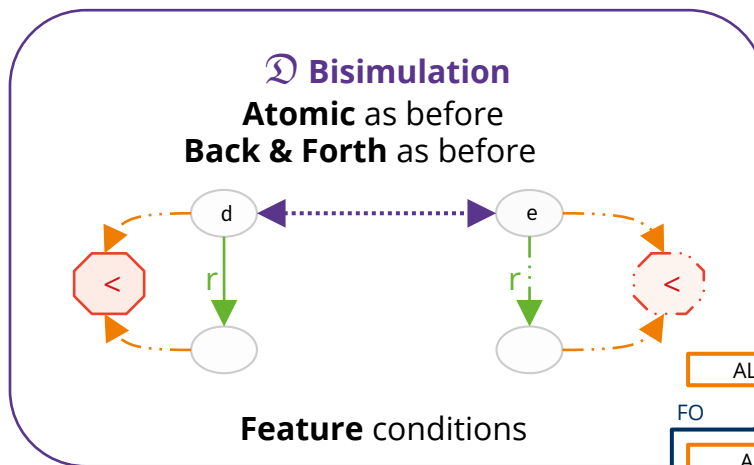 𝔇 Bisimulation
Atomic as before
Back & Forth as before
d e
< r r <
AL
FO
Feature conditions
A